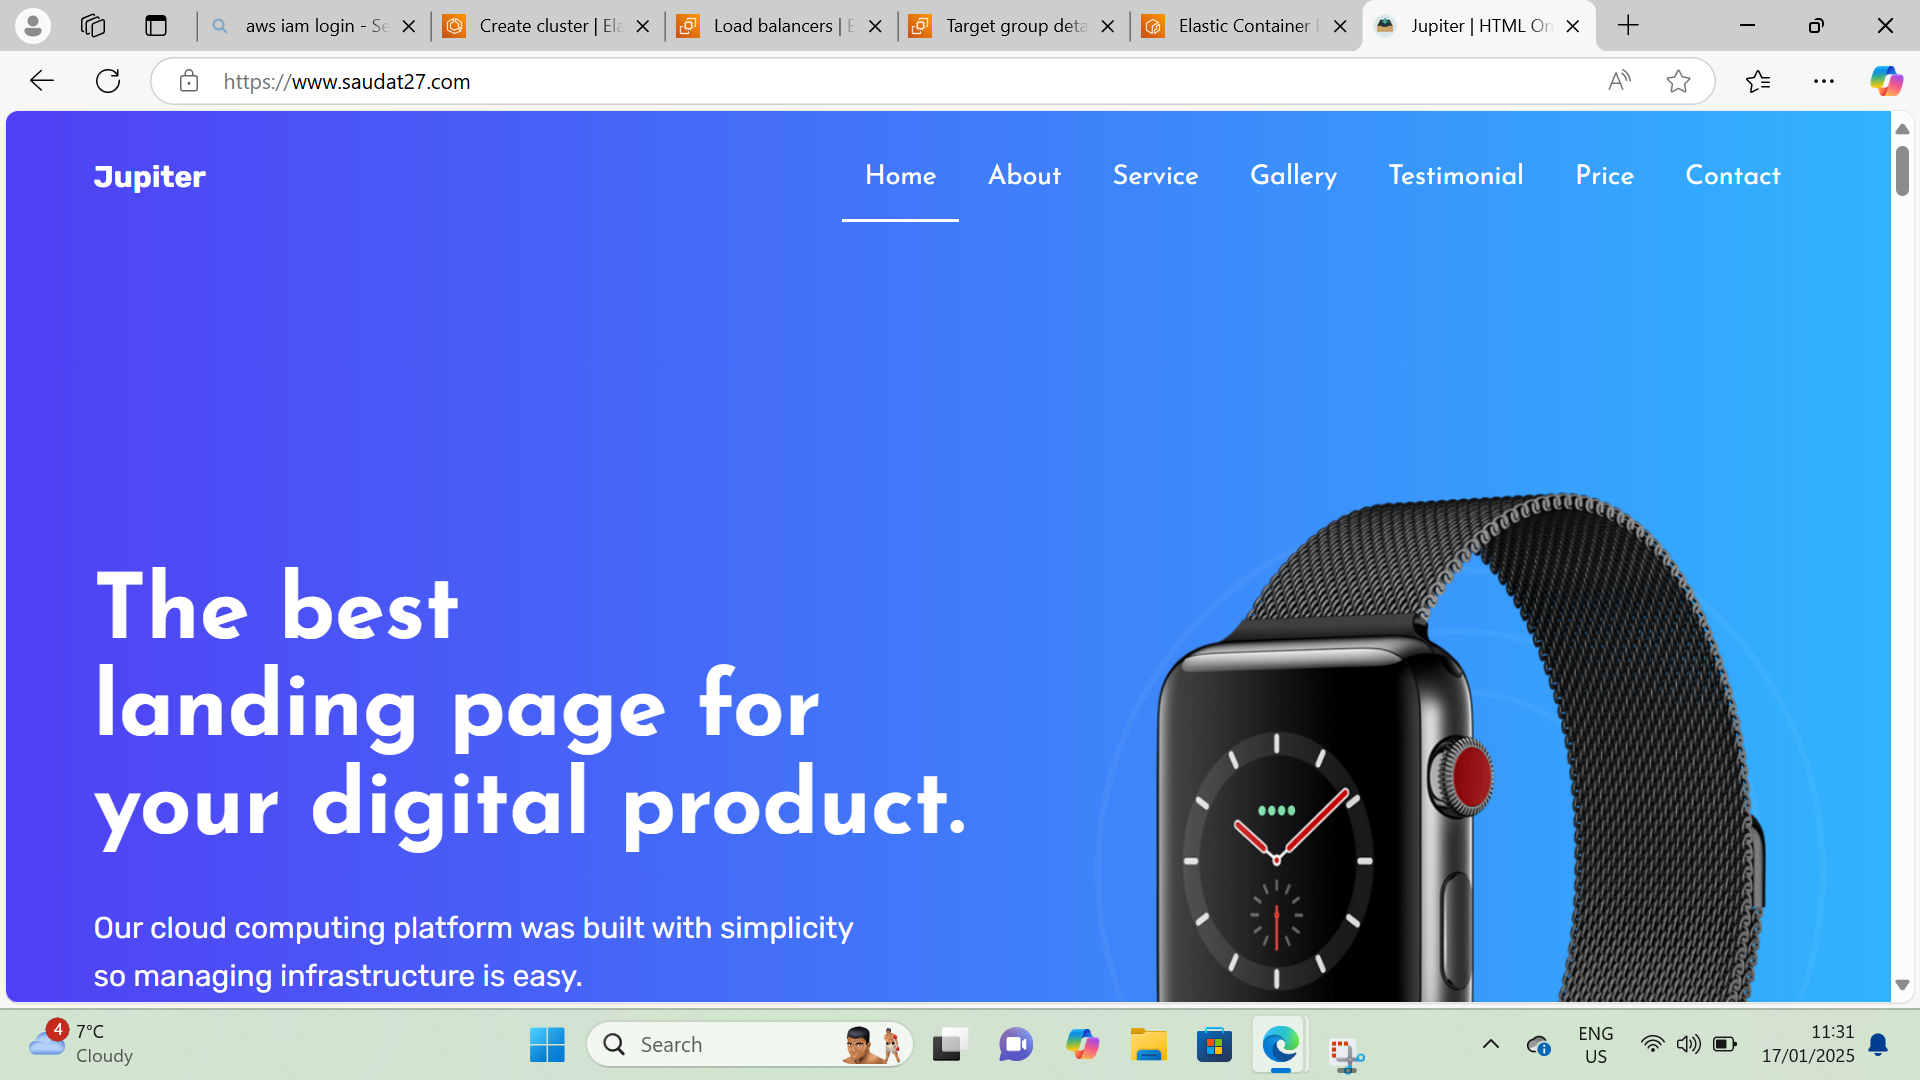 aws iam login - Se
Create cluster | Ela
Load balancers | E
Target group deta
Elastic Container
Jupiter | HTML On
https://www.saudat27.com
Jupiter
Home
About
Service
Gallery
Testimonial
Price
Contact
The best
landing page for
your digital product.
Our cloud computing platform was built with simplicity
so managing infrastructure is easy.
4
7°C
Cloudy
Search
ENG
US
11:31
17/01/2025